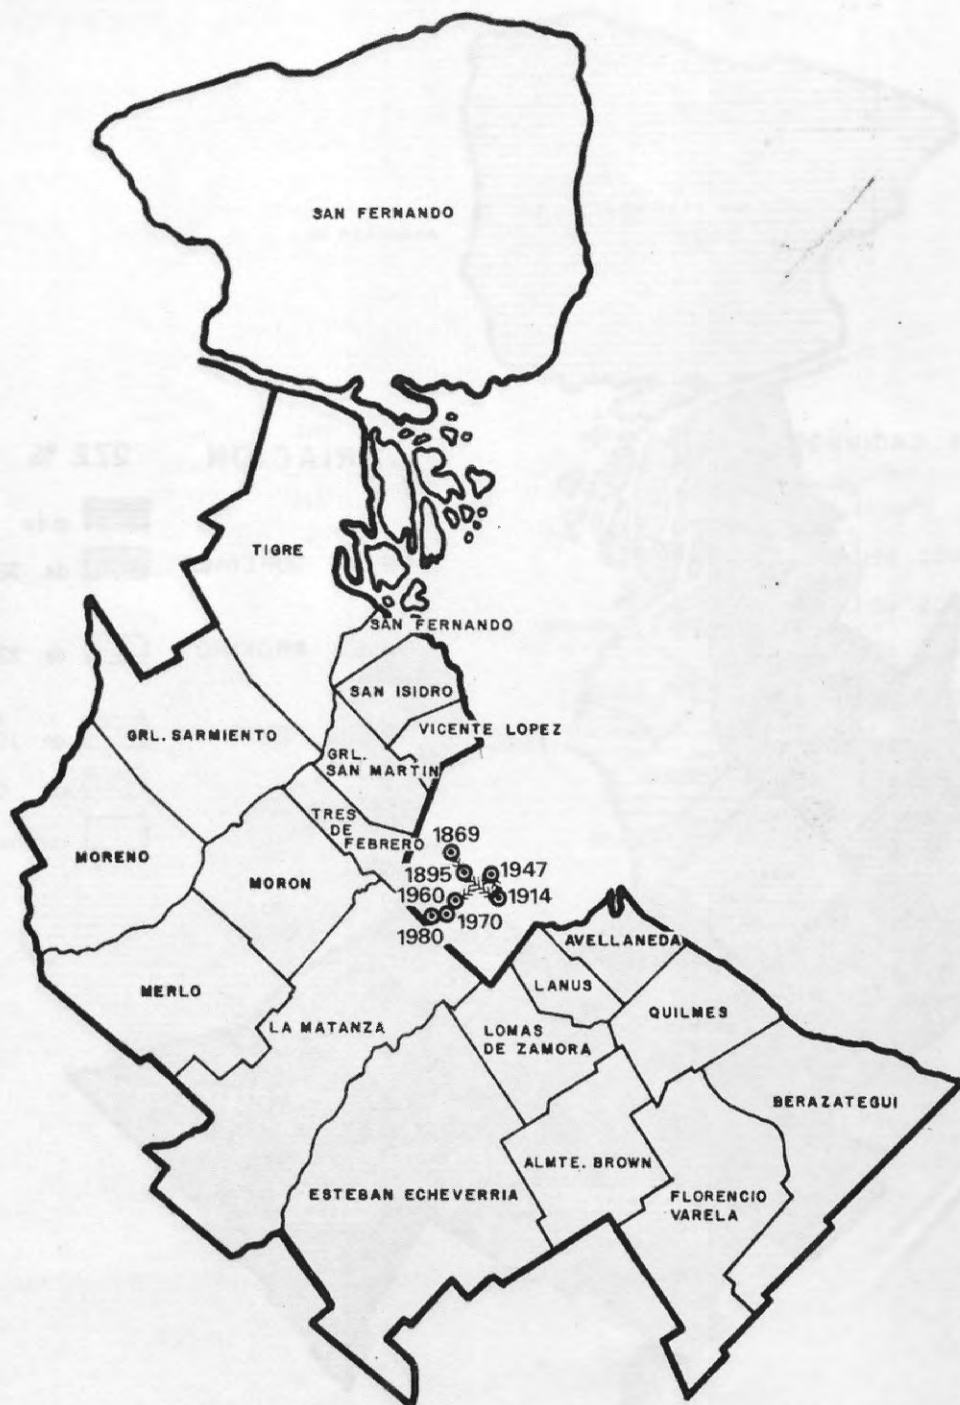 SAN FERNANDO
TIGRE
SAN FERNANDO
SAN ISIDRO
VICENTE LOPEZ
GRL. SARMIENTO
GRL.
SAN MARTIN
TRES
DE
FEBRERO
1869
MORENO
MORON
1895
1947
1960
1914
1970
1980
AVELLANEDA
MERLO
LANUS
QUILMES
LA MATANZA
LOMAS
DE ZAMORA
BERAZATEGUI
ALMTE. BROWN
ESTEBAN ECHEVERRIA
FLORENCIO
VARELA